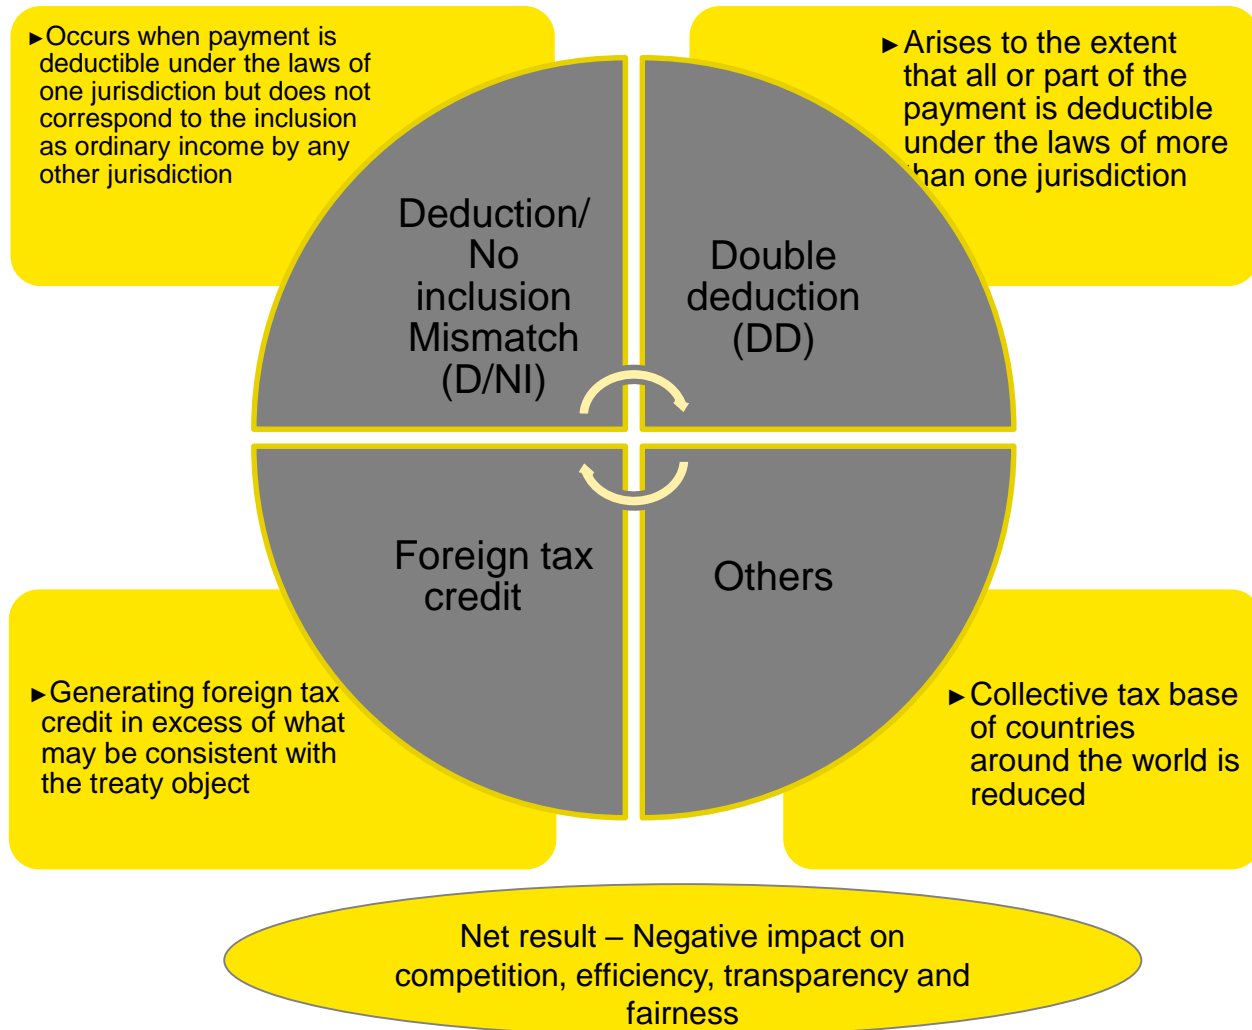 ►Occurs when payment is
deductible under the laws of
one jurisdiction but does not
correspond to the inclusion
as ordinary income by any
other jurisdiction
►Arises to the extent
that all or part of the
payment is deductible
under the laws of more
than one jurisdiction
Deduction/
No
inclusion
Mismatch
(D/NI)
Double
deduction
(DD)
Foreign tax
credit
Others
►Generating foreign tax
credit in excess of what
may be consistent with
the treaty object
►Collective tax base
of countries
around the world is
reduced
Net result – Negative impact on
competition, efficiency, transparency and
fairness